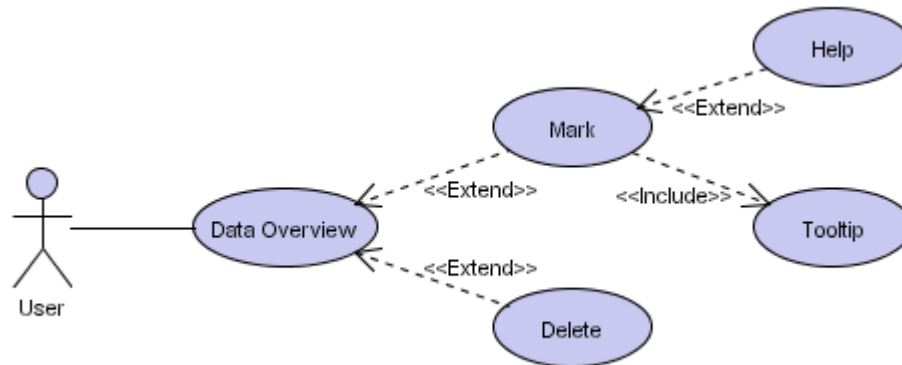 Help
<<Extend>>
Mark
<<Extend>>
<<Include>>
Data Overview
Tooltip
<<Extend>>
User
Delete